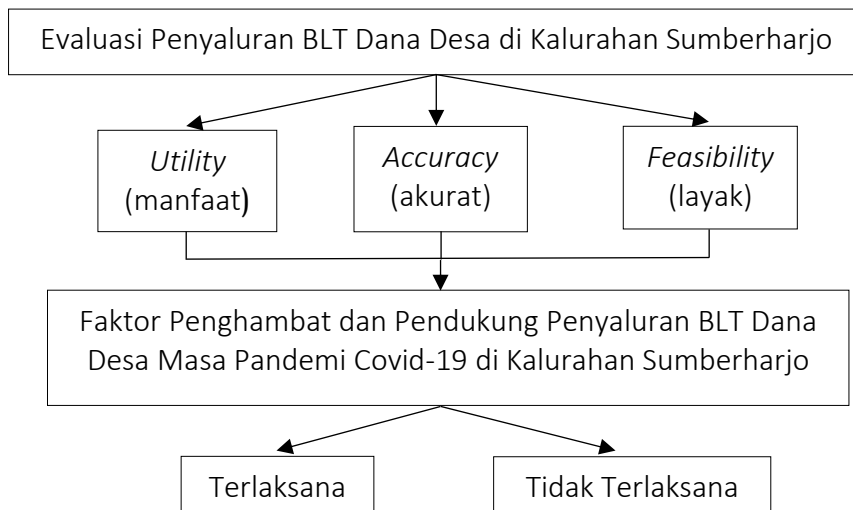 Evaluasi Penyaluran BLT Dana Desa di Kalurahan Sumberharjo
Utility
(manfaat)
Accuracy
(akurat)
Feasibility
(layak)
Faktor Penghambat dan Pendukung Penyaluran BLT Dana
Desa Masa Pandemi Covid-19 di Kalurahan Sumberharjo
Terlaksana
Tidak Terlaksana